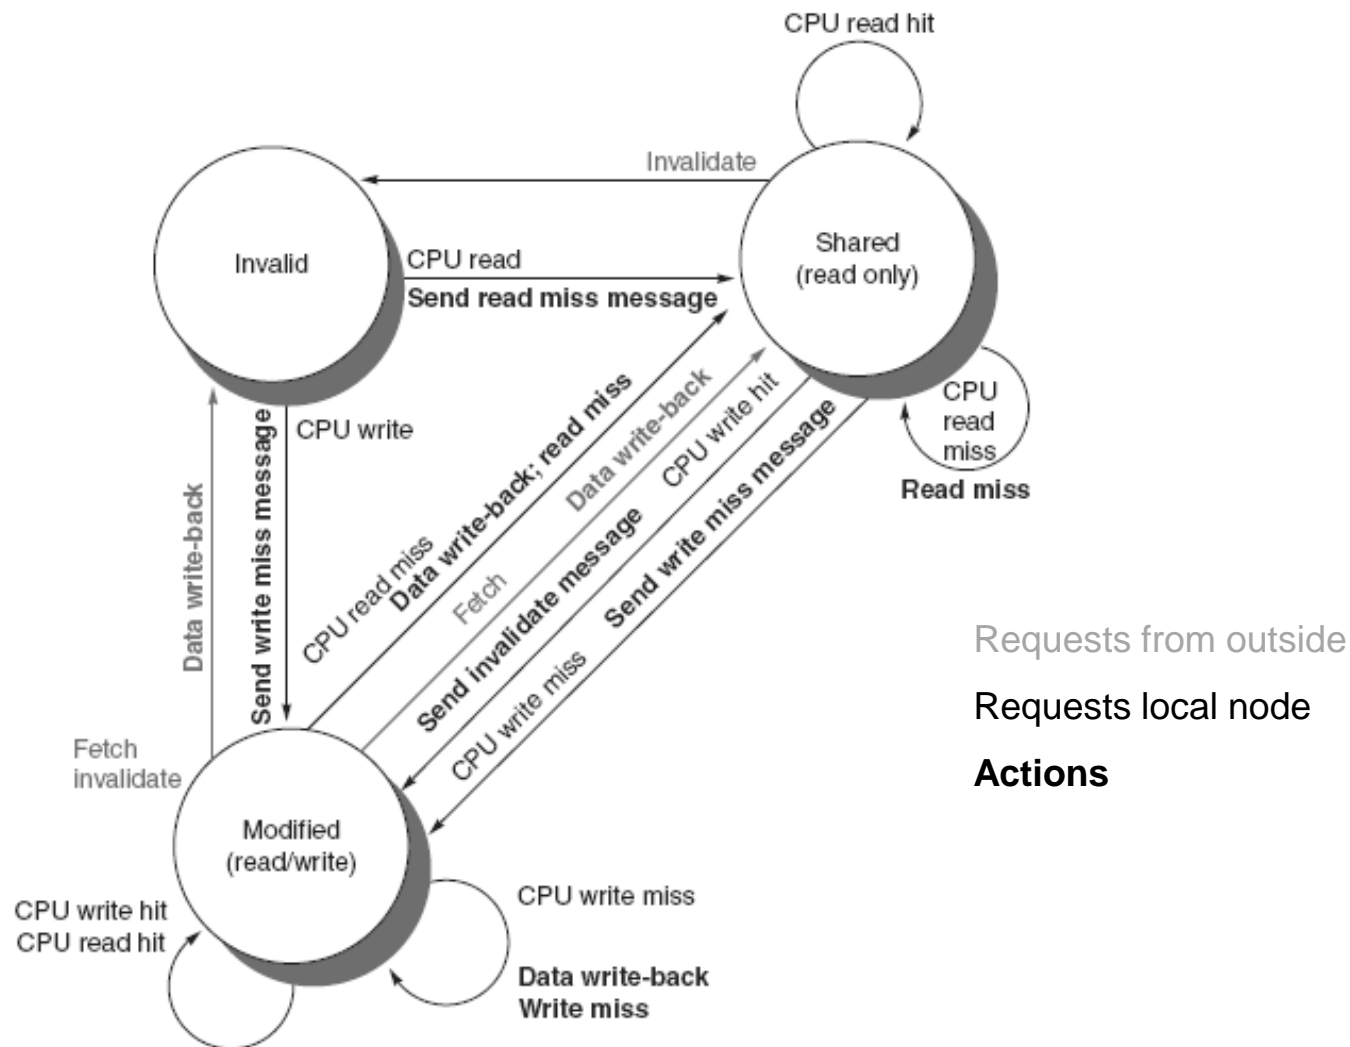 CPU read hit
Invalidate
Invalid
Shared
(read only)
CPU read
Send read miss message
CPU write
Send write miss message
Data write-back
Fetch
invalidate
CPU read miss
Data write-back; read miss
Fetch
Data write-back
Send invalidate message
CPU write hit
CPU write miss
Send write miss message
CPU
read
miss
Read miss
Requests from outside
Requests local node
Actions
Modified
(read/write)
CPU write hit
CPU read hit
CPU write miss
Data write-back
Write miss